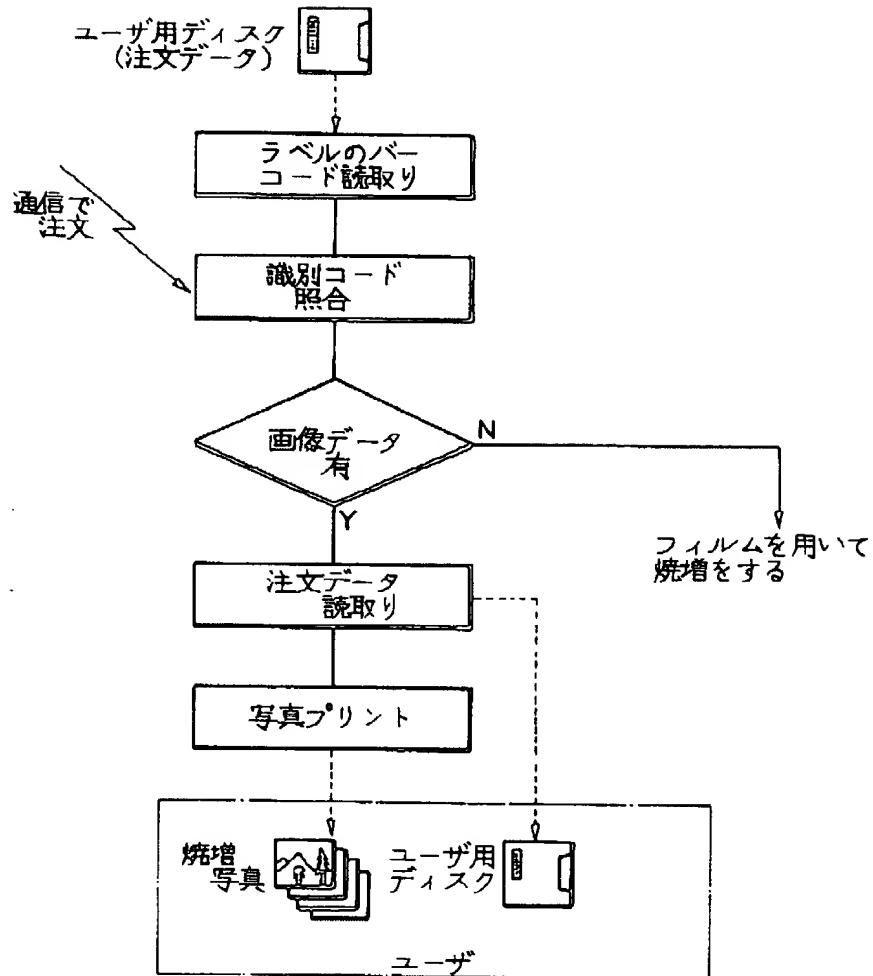 ユーザ用ディスク
(注文データ)
ラベルのバー
コード読取り
通信で
注文
識別コード
照合
画像データ
有
N
Y
フィルムを用いて
焼増をする
注文データ
読取り
写真プリント
焼増
写真
ユーザ用
ディスク
ユーザ